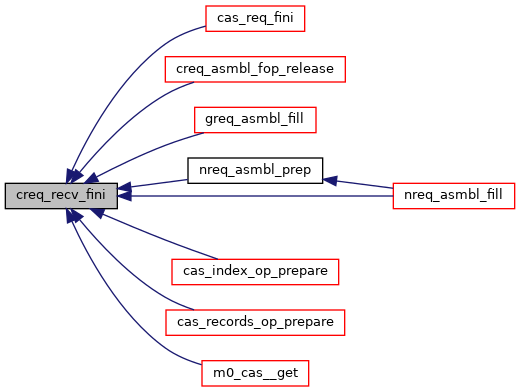 cas_req_fini
creq_asmbl_fop_release
greq_asmbl_fill
nreq_asmbl_prep
creq_recv_fini
nreq_asmbl_fill
cas_index_op_prepare
cas_records_op_prepare
m0_cas__get